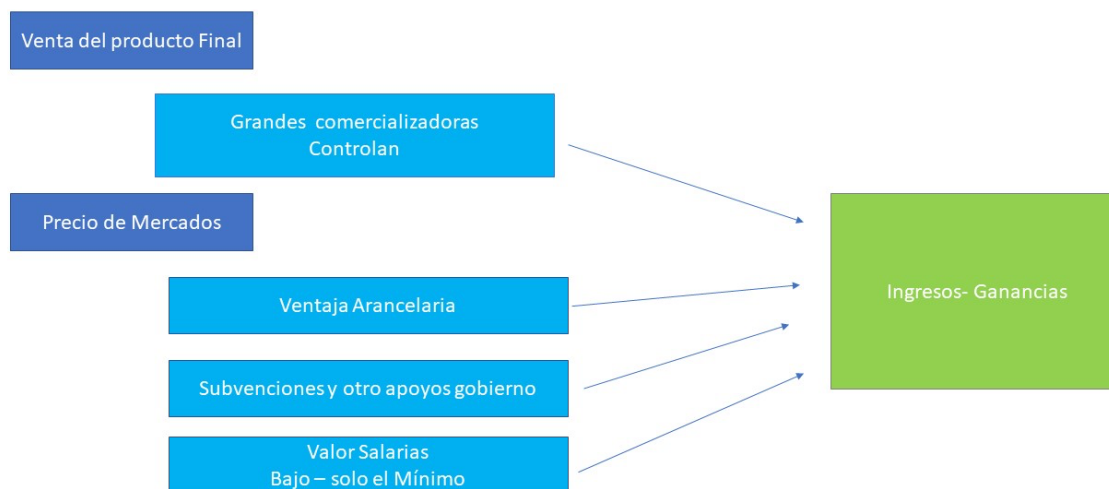 Venta del producto Final
Grandes comercializadoras
Controlan
Precio de Mercados
Ventaja Arancelaria
Ingresos- Ganancias
Subvenciones y otro apoyos gobierno
Valor Salarias
Bajo – solo el Mínimo